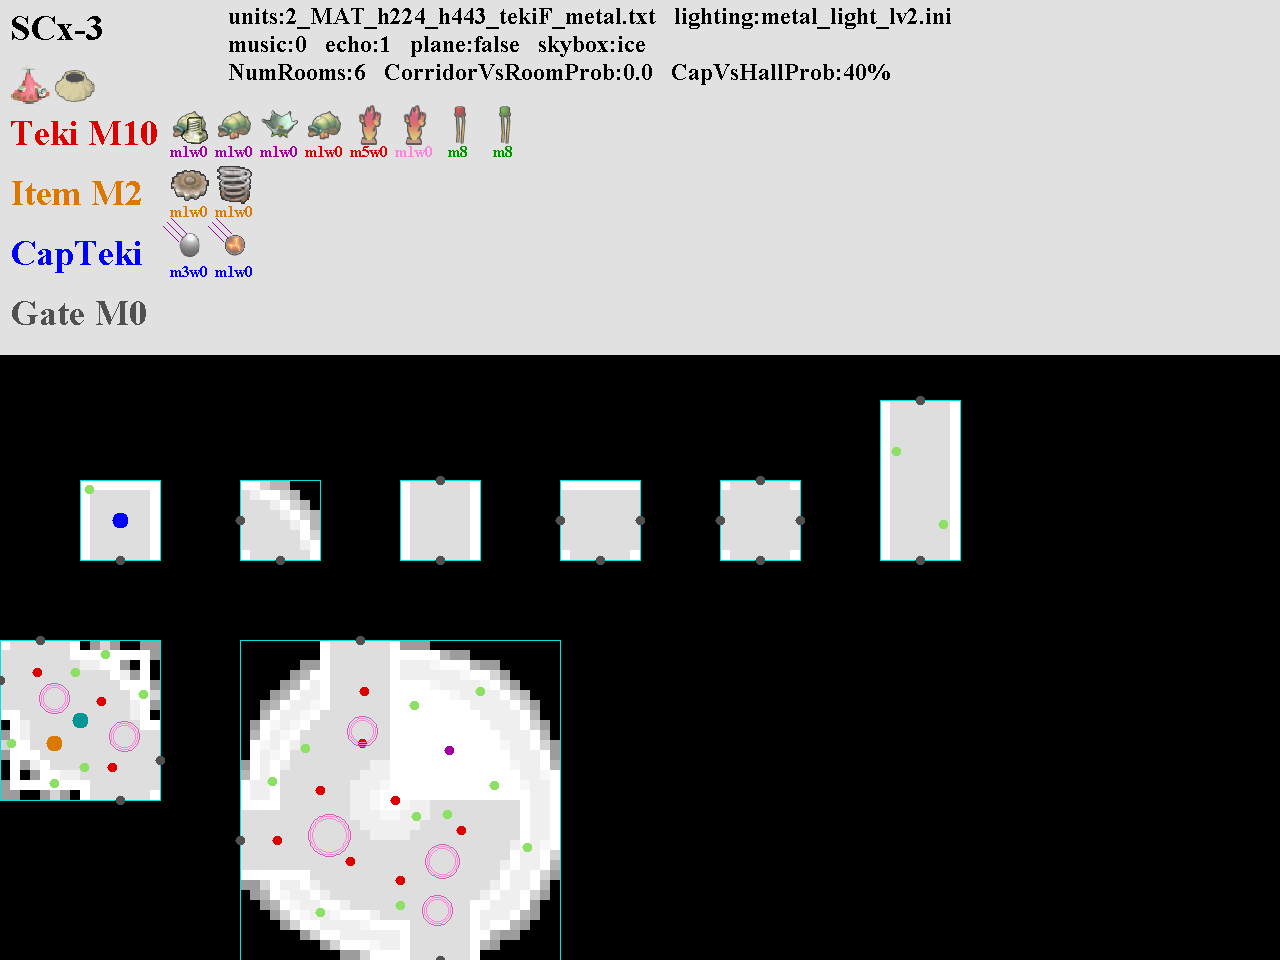 SCx-3
units:2_MAT_h224_h443_tekiF_metal.txt lighting:metal_light_lv2.ini
music:0 echo:1 plane:false skybox:ice
NumRooms:6 CorridorVsRoomProb:0.0 CapVsHallProb:40%
Teki M10
m1w0 m1w0 m1w0 m1w0 m5w0 m1w0 m8 m8
Item M2
m1w0 m1w0
CapTeki
m3w0 m1w0
Gate M0